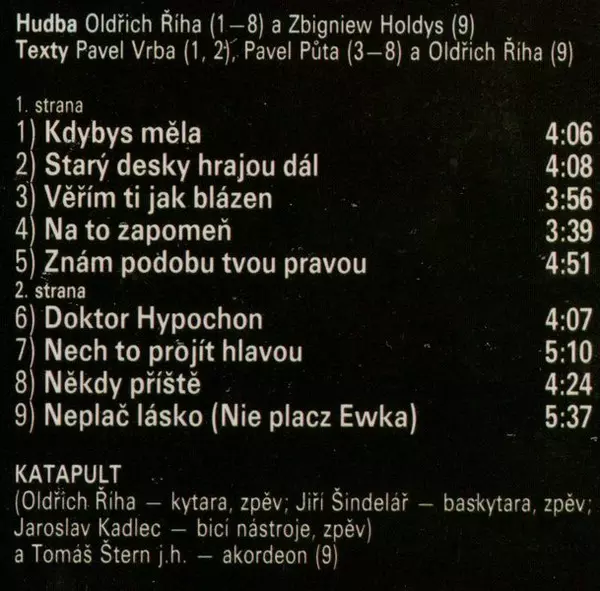 Hudba Oldřich Říha (1—8) a Zbigniew Holdys (9)
Texty Pavel Vrba (1, 2), Pavel Půta (3—8) a Oldřich Říha (9)
1. strana
1) Kdybys měla 4:06
2) Starý desky hrajou dál 4:08
3) Věřím ti jak blázen 3:56
4) Na to zapomeň 3:39
5) Znám podobu tvou pravou 4:51
2. strana
6) Doktor Hypochon 4:07
7) Nech to projít hlavou 5:10
8) Někdy příště 4:24
9) Neplač lásko (Nie placz Ewka) 5:37
KATAPULT
(Oldřich Říha — kytara, zpěv; Jiří Šindelář — baskytara, zpěv;
Jaroslav Kadlec — bicí nástroje, zpěv)
a Tomáš Štern j.h. — akordeon (9)